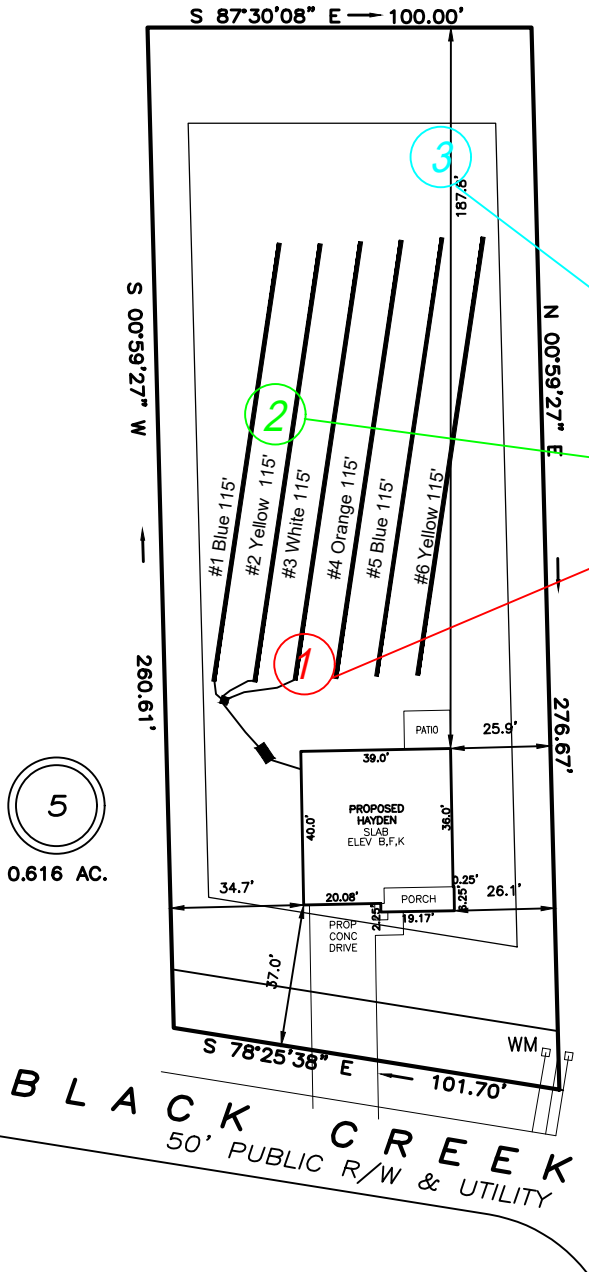 S 87°30'08" E 100.00'
3
187.6'
S 00°59'27" W
N 00°59'27" E
2
#1 Blue 115'
#2 Yellow 115'
#3 White 115'
#4 Orange 115'
#5 Blue 115'
#6 Yellow 115'
1
260.61'
276.67'
PATIO
25.9'
39.0'
5
0.616 AC.
PROPOSED
HAYDEN
SLAB
ELEV B,F,K
40.0'
36.0'
0.25'
6.25'
34.7'
20.08'
PORCH
26.1'
2.25'
19.17'
PROP
CONC
DRIVE
37.0'
WM
S 78°25'38" E 101.70'
BLACK CREEK
50' PUBLIC R/W & UTILITY